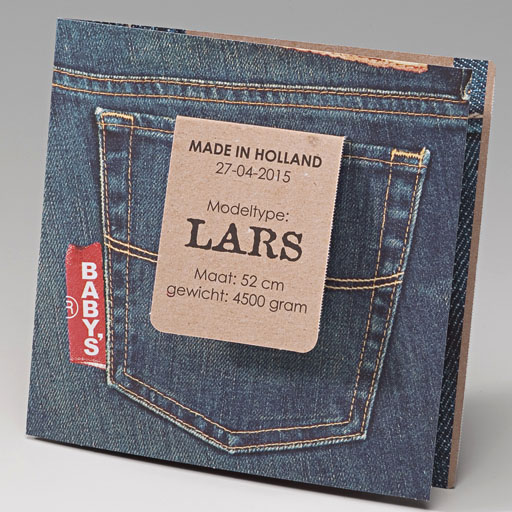 MADE IN HOLLAND
27-04-2015
Modeltype:
LARS
Maat: 52 cm
gewicht: 4500 gram
BABY'S
®